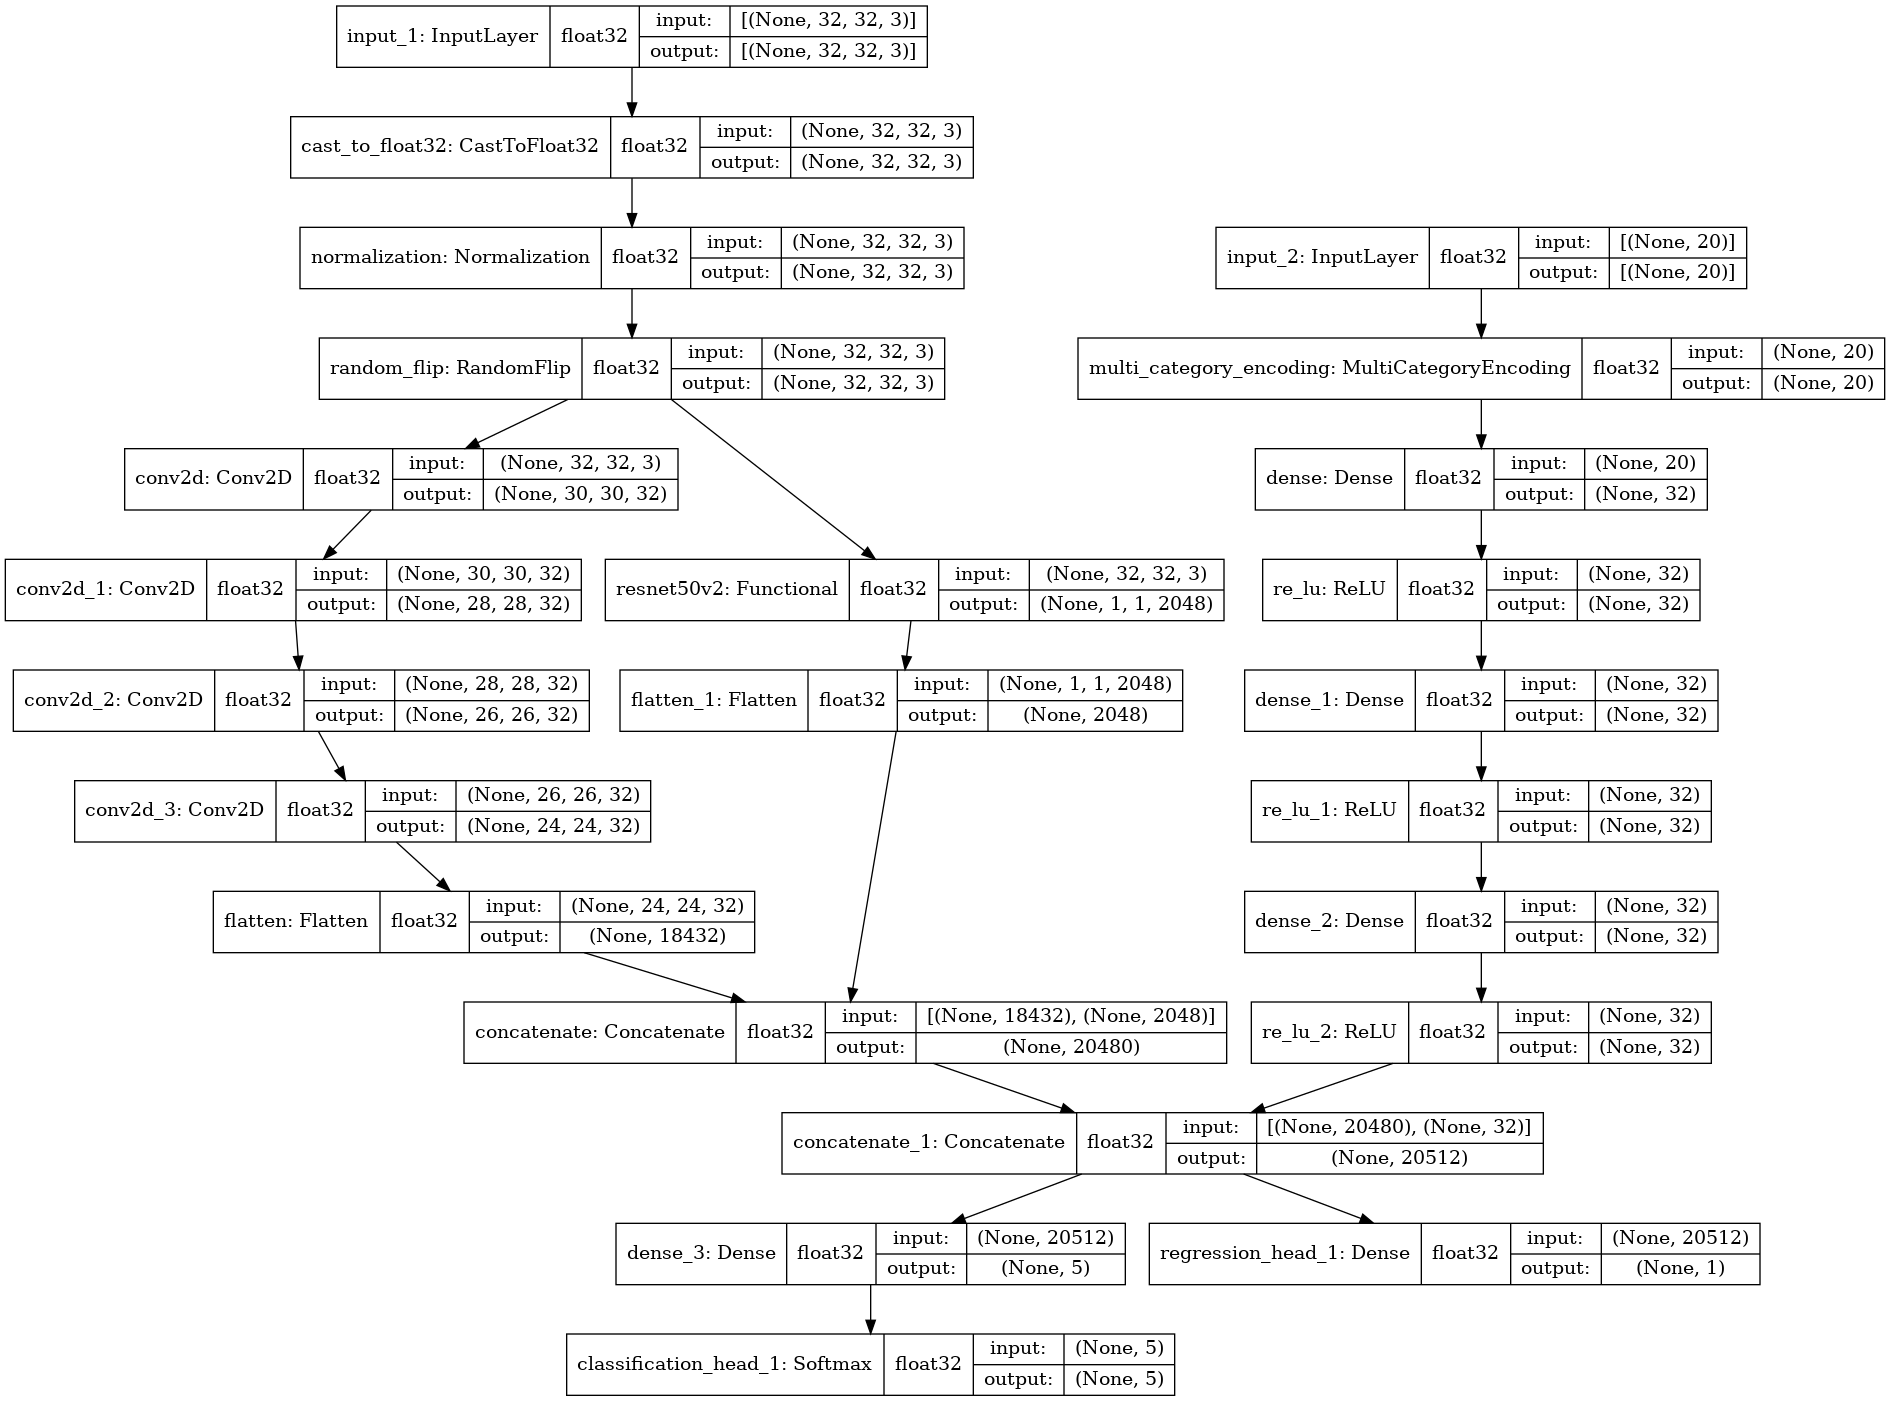 input_1: InputLayer float32 input: [(None, 32, 32, 3)]
output: [(None, 32, 32, 3)]
cast_to_float32: CastToFloat32 float32 input: (None, 32, 32, 3)
output: (None, 32, 32, 3)
normalization: Normalization float32 input: (None, 32, 32, 3)
output: (None, 32, 32, 3)
input_2: InputLayer float32 input: [(None, 20)]
output: [(None, 20)]
random_flip: RandomFlip float32 input: (None, 32, 32, 3)
output: (None, 32, 32, 3)
multi_category_encoding: MultiCategoryEncoding float32 input: (None, 20)
output: (None, 20)
conv2d: Conv2D float32 input: (None, 32, 32, 3)
output: (None, 30, 30, 32)
dense: Dense float32 input: (None, 20)
output: (None, 32)
conv2d_1: Conv2D float32 input: (None, 30, 30, 32)
output: (None, 28, 28, 32)
resnet50v2: Functional float32 input: (None, 32, 32, 3)
output: (None, 1, 1, 2048)
re_lu: ReLU float32 input: (None, 32)
output: (None, 32)
conv2d_2: Conv2D float32 input: (None, 28, 28, 32)
output: (None, 26, 26, 32)
flatten_1: Flatten float32 input: (None, 1, 1, 2048)
output: (None, 2048)
dense_1: Dense float32 input: (None, 32)
output: (None, 32)
conv2d_3: Conv2D float32 input: (None, 26, 26, 32)
output: (None, 24, 24, 32)
re_lu_1: ReLU float32 input: (None, 32)
output: (None, 32)
flatten: Flatten float32 input: (None, 24, 24, 32)
output: (None, 18432)
dense_2: Dense float32 input: (None, 32)
output: (None, 32)
concatenate: Concatenate float32 input: [(None, 18432), (None, 2048)]
output: (None, 20480)
re_lu_2: ReLU float32 input: (None, 32)
output: (None, 32)
concatenate_1: Concatenate float32 input: [(None, 20480), (None, 32)]
output: (None, 20512)
dense_3: Dense float32 input: (None, 20512)
output: (None, 5)
regression_head_1: Dense float32 input: (None, 20512)
output: (None, 1)
classification_head_1: Softmax float32 input: (None, 5)
output: (None, 5)